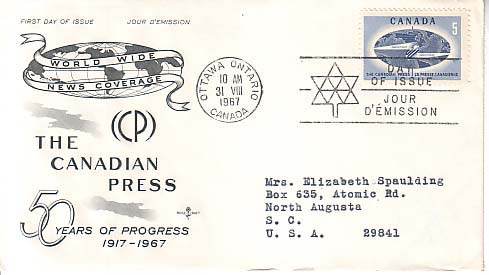 FIRST DAY OF ISSUE JOUR D'ÉMISSION
WORLD WIDE
NEWS COVERAGE
(CP)
THE
CANADIAN
PRESS
50
YEARS OF PROGRESS
1917-1967
OTTAWA ONTARIO
10 AM
31 VIII
1967
CANADA
CANADA
5
THE CANADIAN PRESS LA PRESSE CANADIENNE
DAY
OF ISSUE
JOUR
D'ÉMISSION
Mrs. Elizabeth Spaulding
Box 635, Atomic Rd.
North Augusta
S. C.
U. S. A. 29841